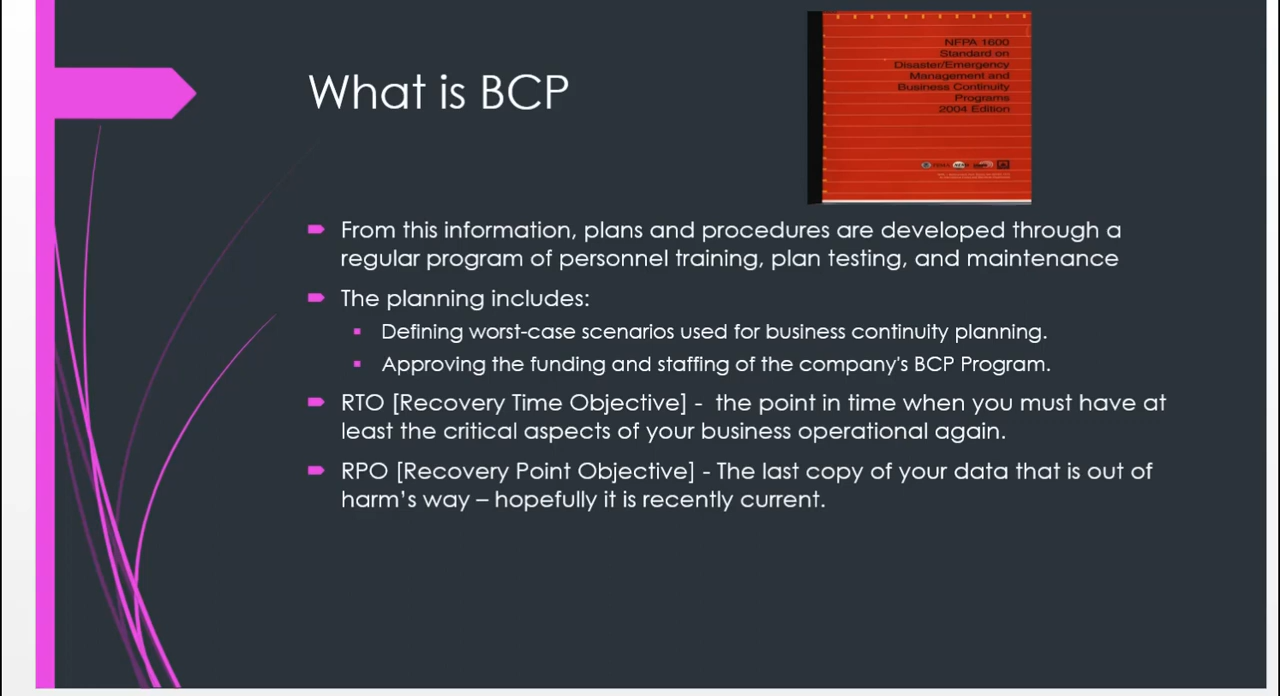 What is BCP
NFPA 1600
Standard on
Disaster/Emergency
Management and
Business Continuity
Programs
2004 Edition
From this information, plans and procedures are developed through a
regular program of personnel training, plan testing, and maintenance
The planning includes:
Defining worst-case scenarios used for business continuity planning.
Approving the funding and staffing of the company's BCP Program.
RTO [Recovery Time Objective] - the point in time when you must have at
least the critical aspects of your business operational again.
RPO [Recovery Point Objective] - The last copy of your data that is out of
harm's way – hopefully it is recently current.